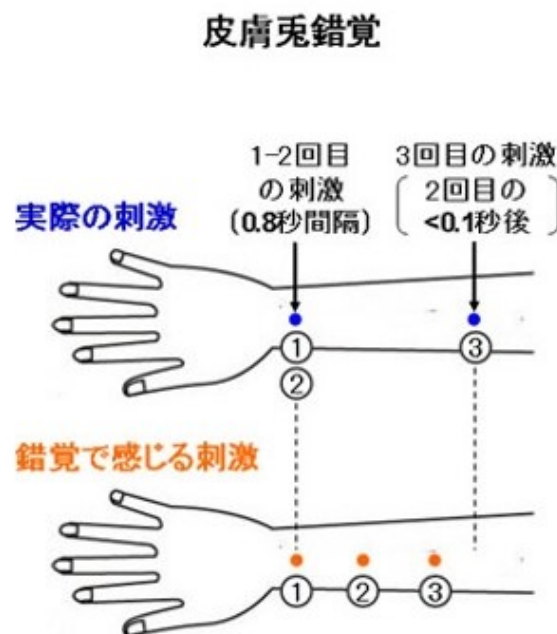 皮膚兎錯覚
1-2回目
の刺激
(0.8秒間隔)
3回目の刺激
2回目の
<0.1秒後
実際の刺激
①
②
③
錯覚で感じる刺激
①
②
③